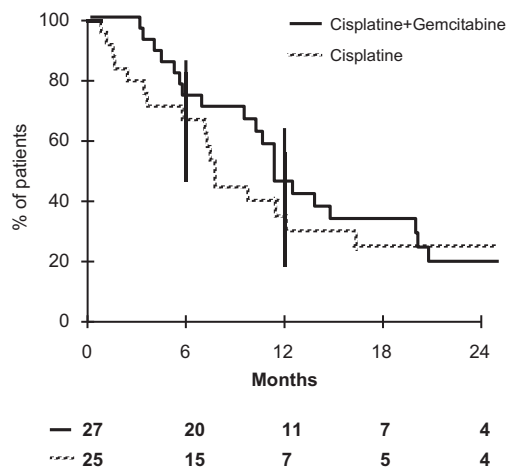 100
80
60
40
20
0
% of patients
Cisplatine+Gemcitabine
Cisplatine
0 6 12 18 24
Months
27 20 11 7 4
25 15 7 5 4